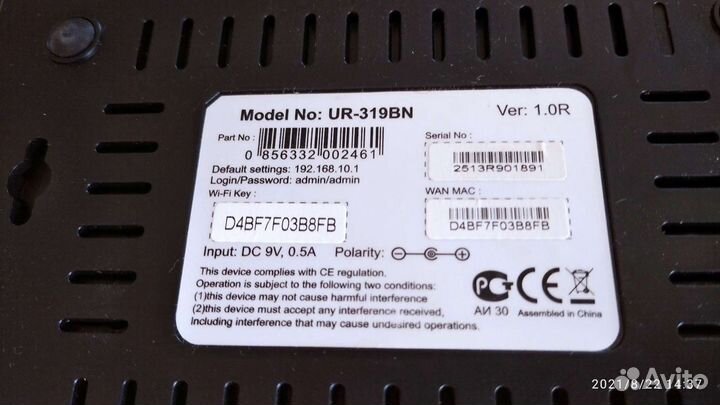 Model No: UR-319BN Ver: 1.0R
Part No :
0 856332 002461
Serial No :
2513R901891
Default settings: 192.168.10.1
Login/Password: admin/admin
Wi-Fi Key :
D4BF7F03B8FB
WAN MAC :
D4BF7F03B8FB
Input: DC 9V, 0.5A Polarity:
This device complies with CE regulation.
Operation is subject to the following two conditions:
(1)this device may not cause harmful interference
(2)this device must accept any interference received,
Including interference that may cause undesired operations.
РСТ CE
АИ 30 Assembled in China
Avito
2021/8/22 14:37